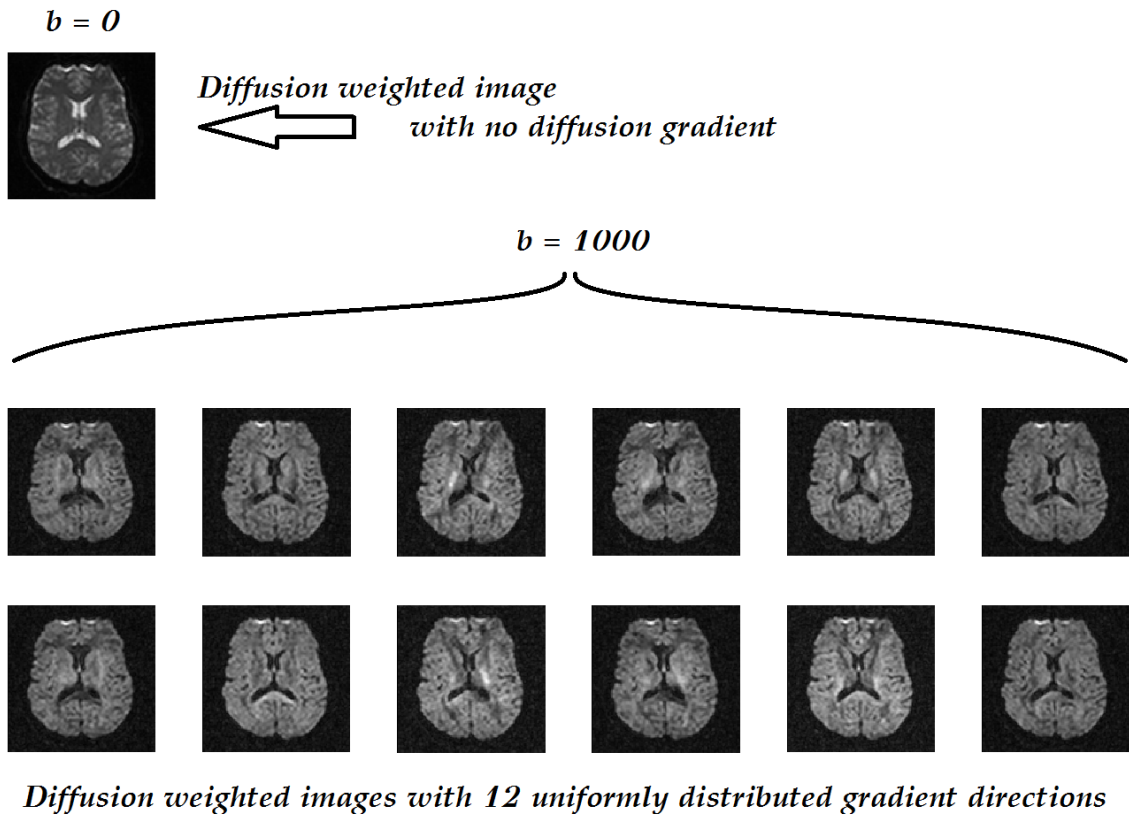 b = 0
Diffusion weighted image
with no diffusion gradient
b = 1000
Diffusion weighted images with 12 uniformly distributed gradient directions